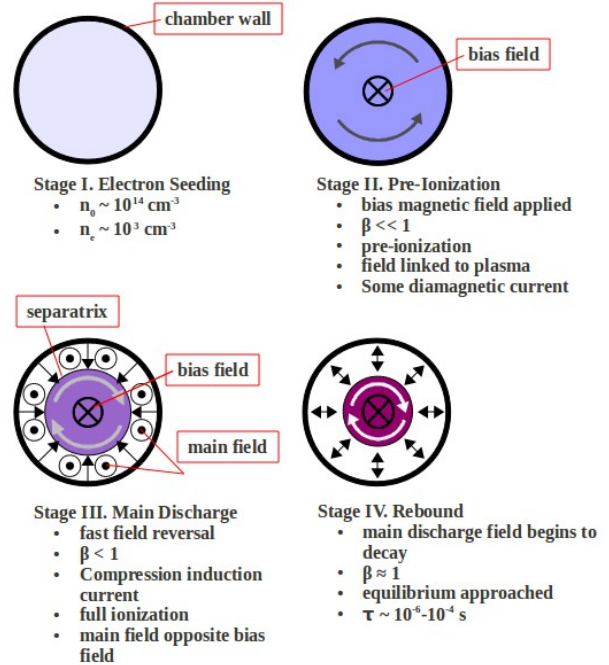 chamber wall
bias field
Stage I. Electron Seeding
• n₀ ~ 10¹⁴ cm⁻³
• nₑ ~ 10³ cm⁻³
Stage II. Pre-Ionization
• bias magnetic field applied
• β << 1
• pre-ionization
• field linked to plasma
• Some diamagnetic current
separatrix
bias field
main field
Stage III. Main Discharge
• fast field reversal
• β < 1
• Compression induction
current
• full ionization
• main field opposite bias
field
Stage IV. Rebound
• main discharge field begins to
decay
• β ≈ 1
• equilibrium approached
• τ ~ 10⁻⁶-10⁻⁴ s